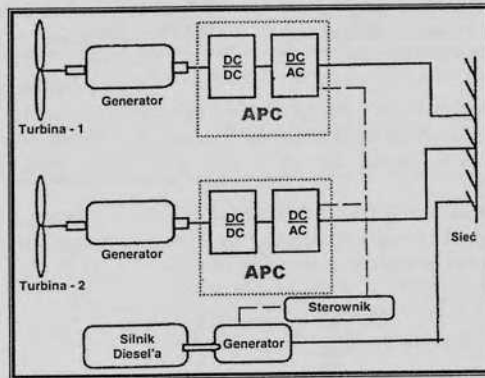 DC
DC
DC
AC
APC
Generator
Turbina - 1
DC
DC
DC
AC
APC
Generator
Turbina - 2
Sieć
Sterownik
Silnik
Diesel'a
Generator